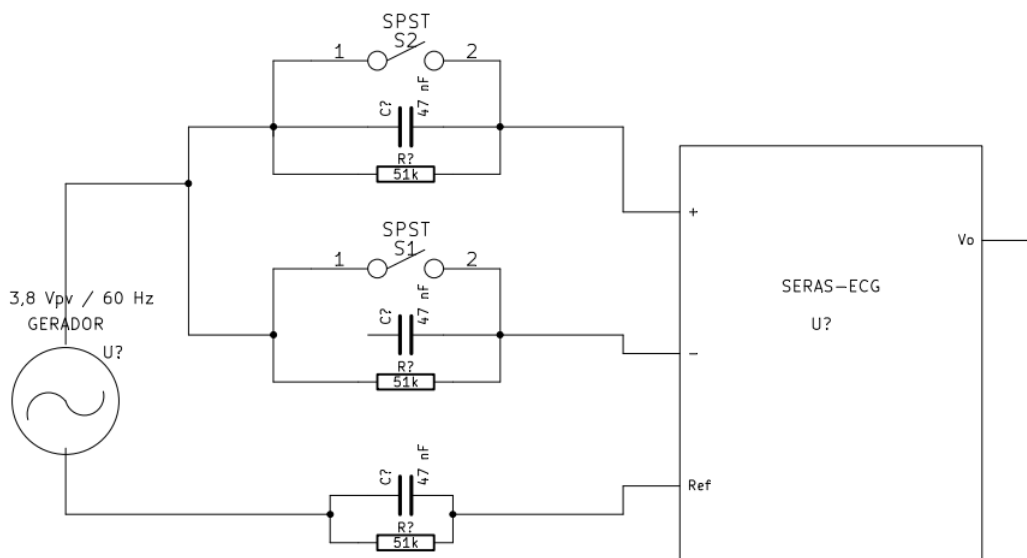 SPST
S2
1
2
C?
47 nF
R?
51k
SPST
S1
1
2
C?
47 nF
R?
51k
3,8 Vpv / 60 Hz
GERADOR
U?
C?
47 nF
R?
51k
+
-
Ref
Vo
SERAS-ECG
U?